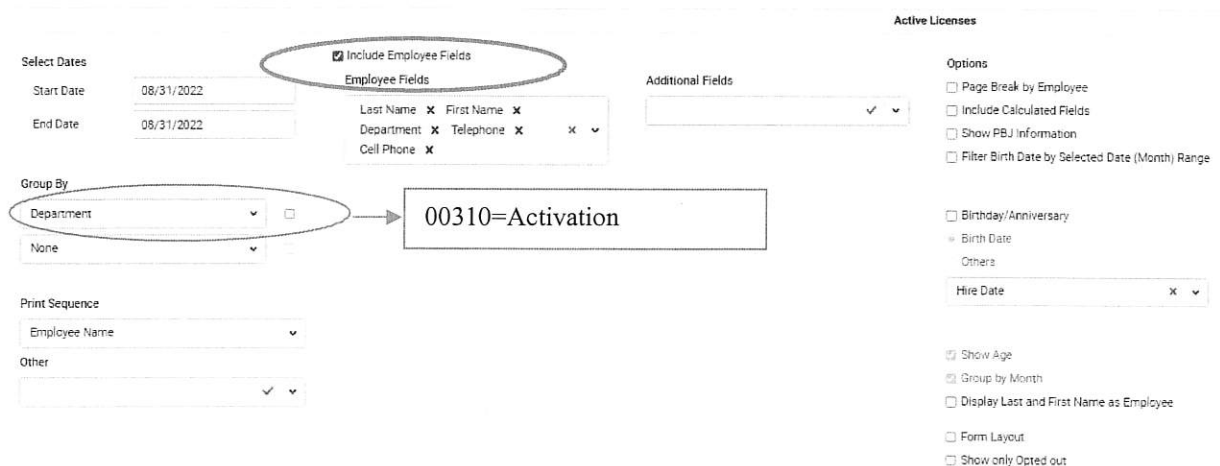 Active Licenses
Select Dates
Start Date 08/31/2022
End Date 08/31/2022
Include Employee Fields
Employee Fields
Last Name x First Name x
Department x Telephone x
Cell Phone x
Additional Fields
Group By
Department
None
00310=Activation
Print Sequence
Employee Name
Other
Options
Page Break by Employee
Include Calculated Fields
Show PBJ Information
Filter Birth Date by Selected Date (Month) Range
Birthday/Anniversary
Birth Date
Others
Hire Date
Show Age
Group by Month
Display Last and First Name as Employee
Form Layout
Show only Opted out